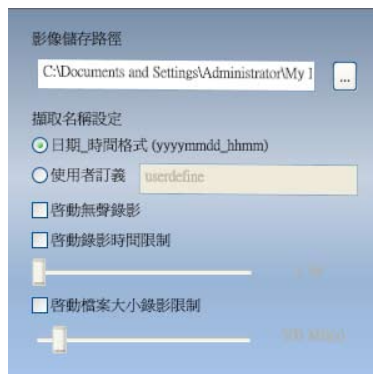 影像儲存路徑
C:\Documents and Settings\Administrator\My
...
擷取名稱設定
日期_時間格式 (yyyymmdd_hhmm)
使用者訂義 userdefine
啓動無聲錄影
啓動錄影時間限制
啓動檔案大小錄影限制